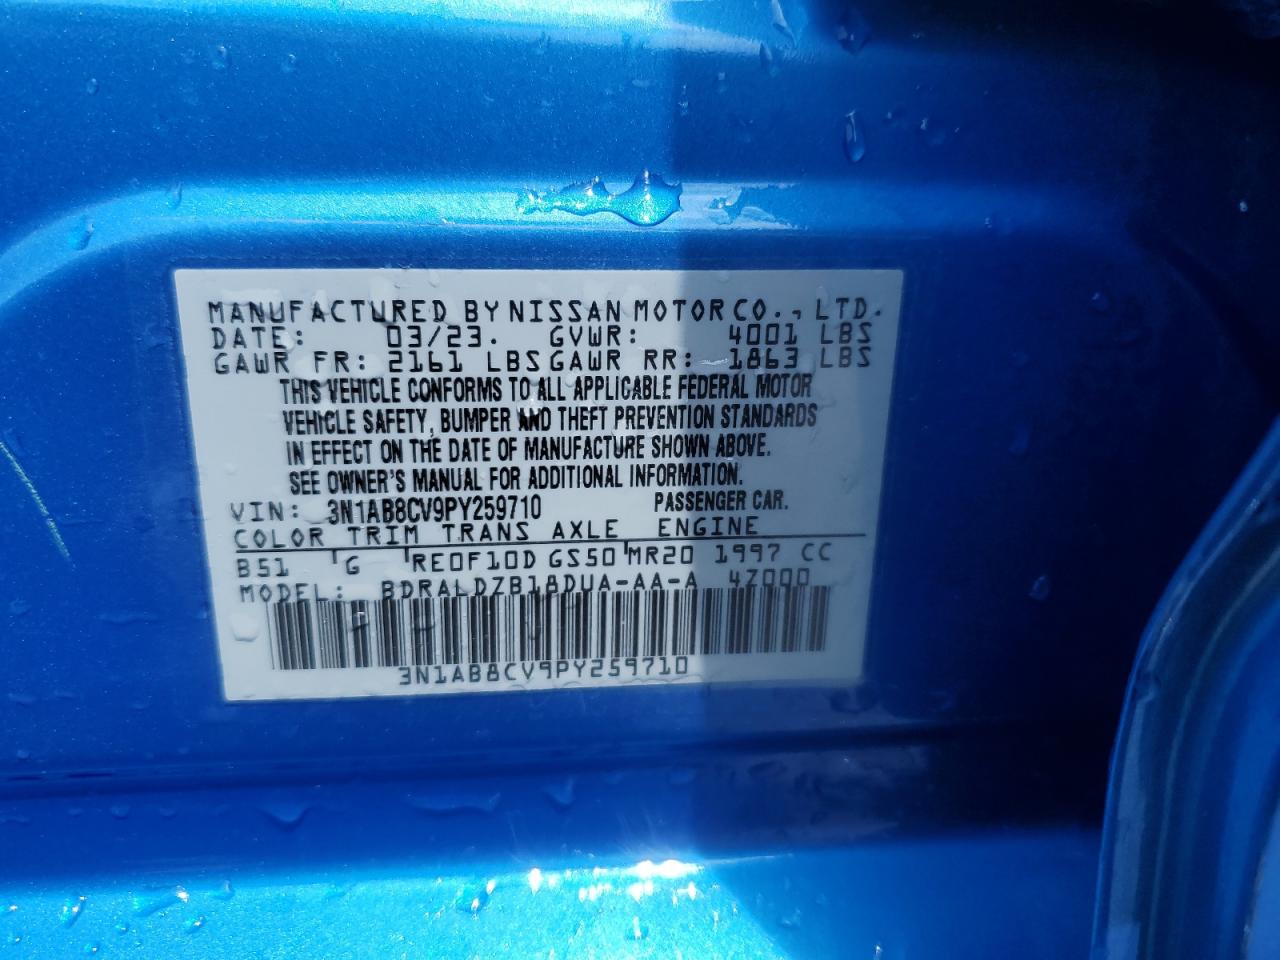 MANUFACTURED BY NISSAN MOTOR CO., LTD.
DATE: 03/23. GVWR: 4001 LBS
GAWR FR: 2161 LBS GAWR RR: 1863 LBS
THIS VEHICLE CONFORMS TO ALL APPLICABLE FEDERAL MOTOR
VEHICLE SAFETY, BUMPER AND THEFT PREVENTION STANDARDS
IN EFFECT ON THE DATE OF MANUFACTURE SHOWN ABOVE.
SEE OWNER'S MANUAL FOR ADDITIONAL INFORMATION.
VIN: 3N1AB8CV9PY259710 PASSENGER CAR.
COLOR TRIM TRANS AXLE ENGINE
B51 G RE0F10D GS50 MR20 1997 CC
MODEL: BDRALDZB18DUA-AA-A 4Z000
3N1AB8CV9PY259710